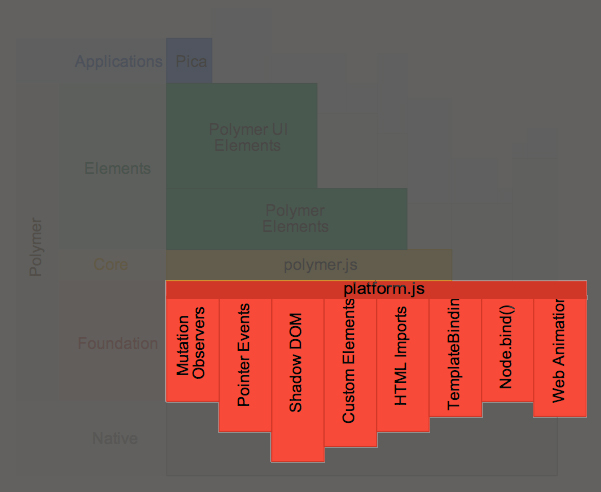 Applications
Pica
Polymer UI
Elements
Elements
Polymer
Elements
Polymer
Core
polymer.js
platform.js
Foundation
Mutation
Observers
Pointer Events
Shadow DOM
Custom Elements
HTML Imports
TemplateBindin
Node.bind()
Web Animation
Native